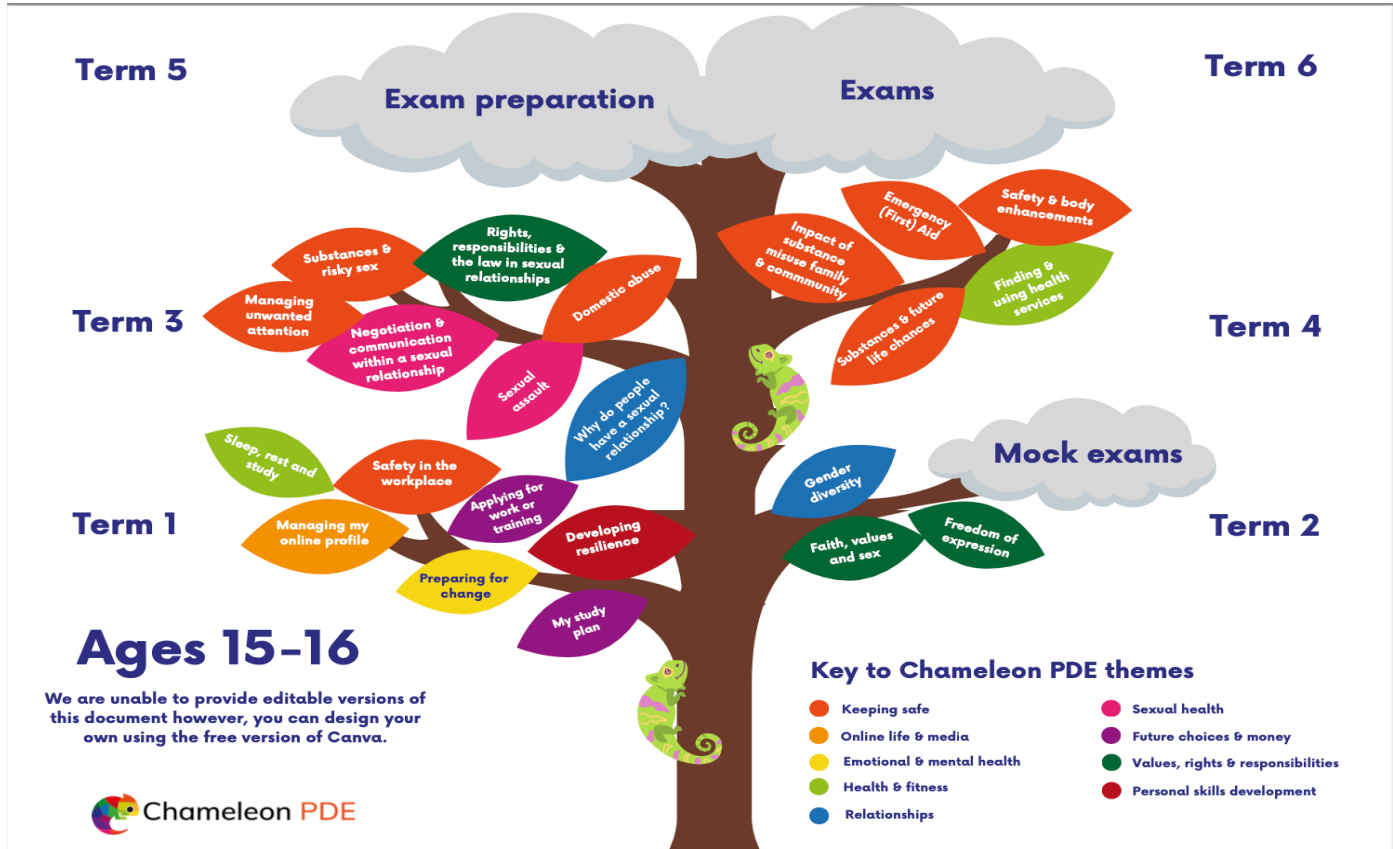 Term 5
Exam preparation
Exams
Term 6
Term 3
Substances &
risky sex
Rights,
responsibilities &
the law in sexual
relationships
Domestic abuse
Managing
unwanted
attention
Negotiation &
communication
within a sexual
relationship
Sexual
assault
Why do people
have a sexual
relationship?
Term 4
Impact of
substance
misuse family
& commmunity
Emergency
(First) Aid
Safety & body
enhancements
Finding &
using health
services
Substances & future
life chances
Term 1
Sleep, rest and
study
Safety in the
workplace
Applying for
work or
training
Managing my
online profile
Developing
resilience
Preparing for
change
My study
plan
Term 2
Mock exams
Gender
diversity
Faith, values
and sex
Freedom of
expression
Ages 15-16
We are unable to provide editable versions of
this document however, you can design your
own using the free version of Canva.
Chameleon PDE
Key to Chameleon PDE themes
Keeping safe
Online life & media
Emotional & mental health
Health & fitness
Relationships
Sexual health
Future choices & money
Values, rights & responsibilities
Personal skills development